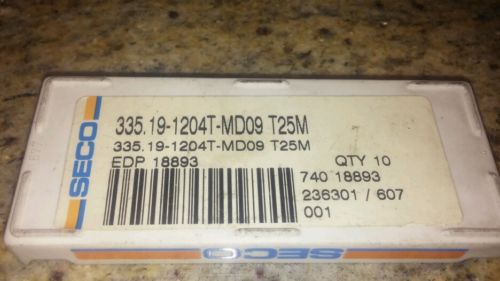 SECO
335.19-1204T-MD09 T25M
335.19-1204T-MD09 T25M
EDP 18893 QTY 10
740 18893
236301 / 607
001
SECO